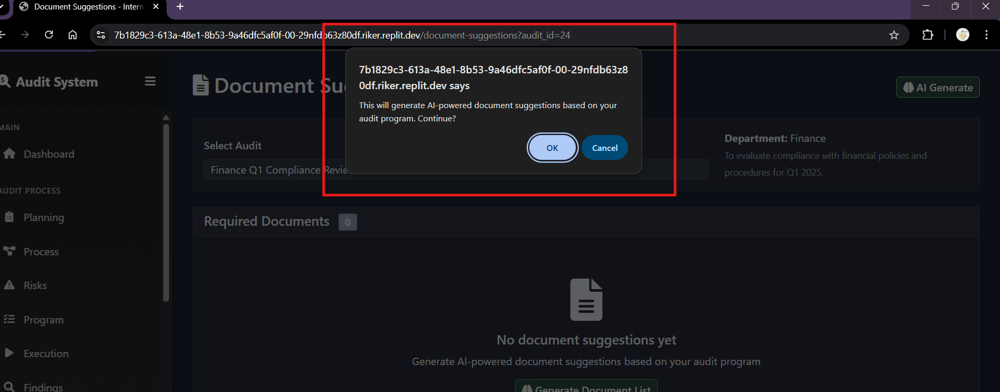 Document Suggestions - Intern
7b1829c3-613a-48e1-8b53-9a46dfc5af0f-00-29nfdb63z80df.riker.replit.dev/document-suggestions?audit_id=24
7b1829c3-613a-48e1-8b53-9a46dfc5af0f-00-29nfdb63z8
0df.riker.replit.dev says
This will generate AI-powered document suggestions based on your
audit program. Continue?
OK
Cancel
Audit System
MAIN
Dashboard
AUDIT PROCESS
Planning
Process
Risks
Program
Execution
Findings
Document Su
AI Generate
Select Audit
Finance Q1 Compliance Revie
Department: Finance
To evaluate compliance with financial policies and
procedures for Q1 2025.
Required Documents 0
No document suggestions yet
Generate AI-powered document suggestions based on your audit program
Generate Document List